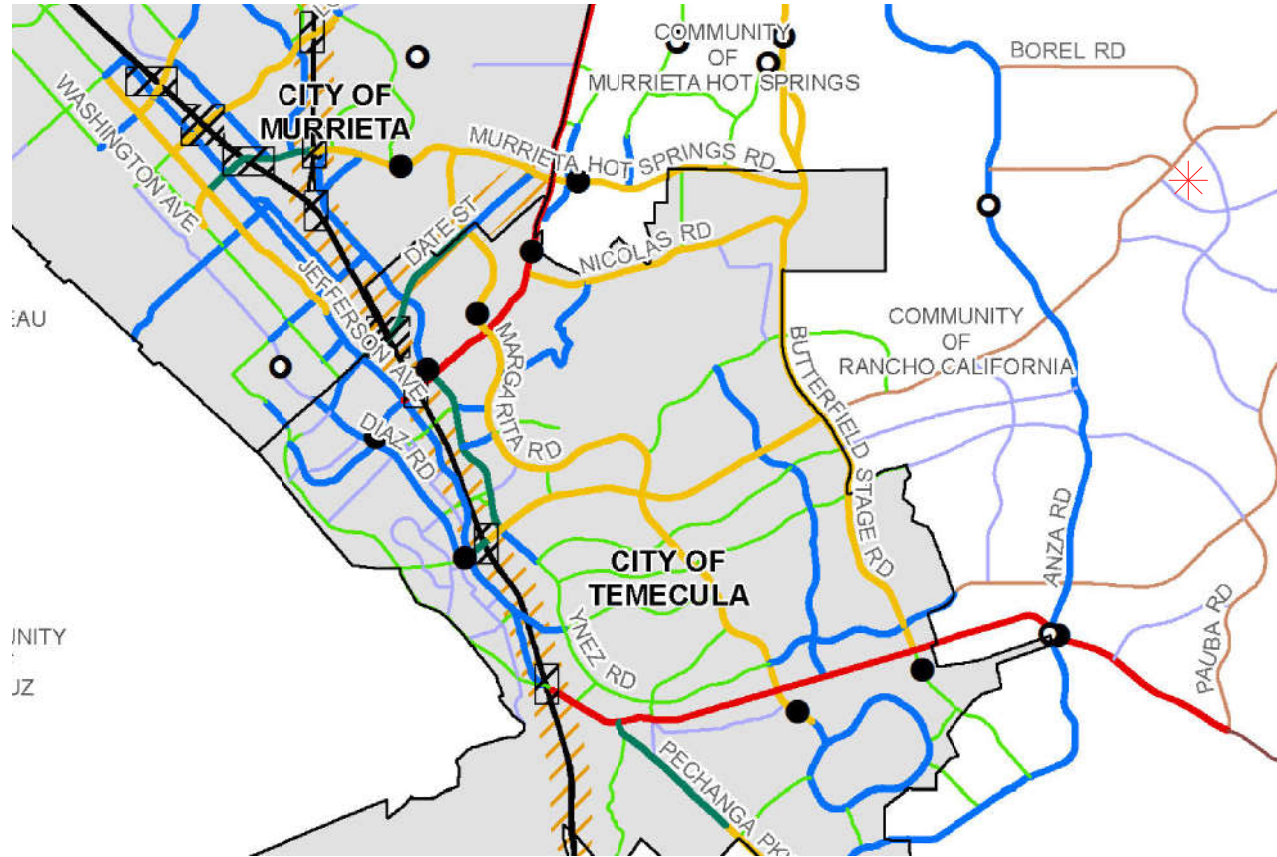 COMMUNITY
OF
MURRIETA HOT SPRINGS
BOREL RD
CITY OF
MURRIETA
WASHINGTON AVE
MURRIETA HOT SPRINGS RD
DATE ST
NICOLAS RD
JEFFERSON AVE
EAU
COMMUNITY
OF
RANCHO CALIFORNIA
MARGARITA RD
BUTTERFIELD STAGE RD
DIAZ RD
ANZA RD
CITY OF
TEMECULA
YNEZ RD
PAUBA RD
UNITY
UZ
PECHANGA PKY